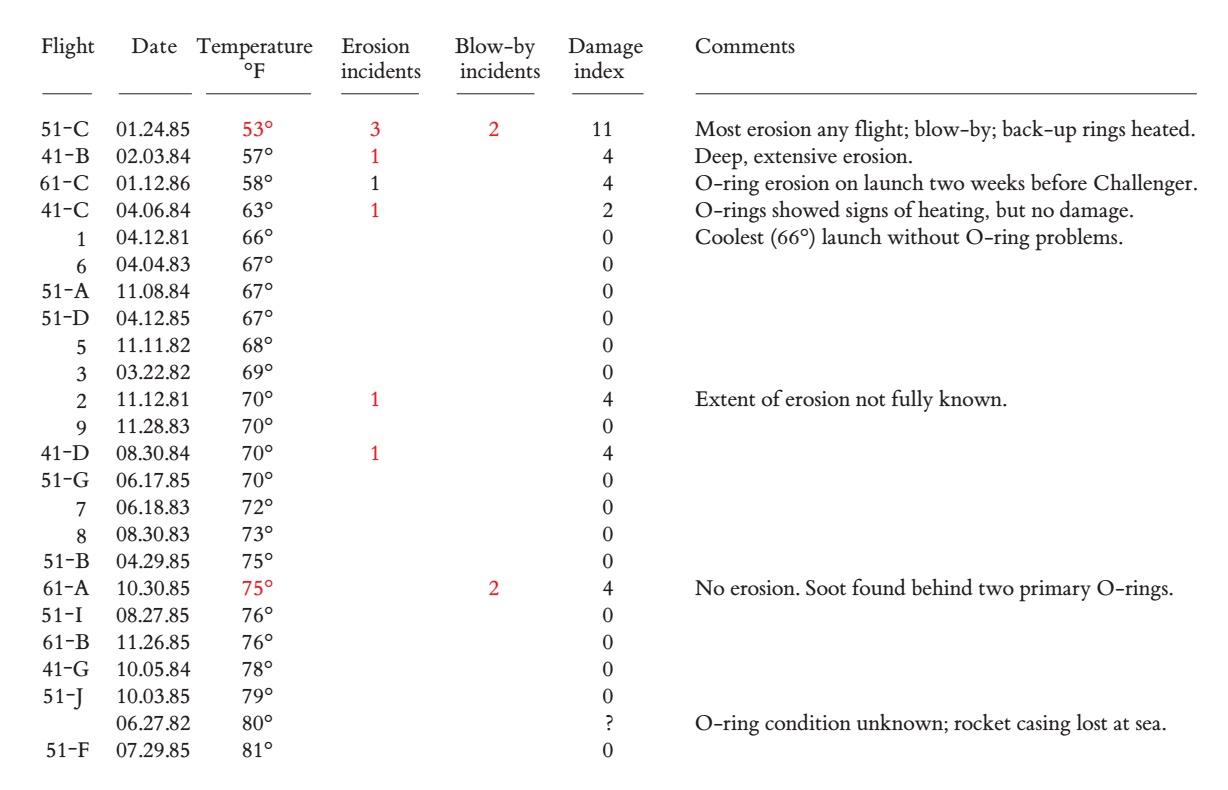 Flight Date Temperature °F Erosion incidents Blow-by incidents Damage index Comments
51-C 01.24.85 53° 3 2 11 Most erosion any flight; blow-by; back-up rings heated.
41-B 02.03.84 57° 1 4 Deep, extensive erosion.
61-C 01.12.86 58° 1 4 O-ring erosion on launch two weeks before Challenger.
41-C 04.06.84 63° 1 2 O-rings showed signs of heating, but no damage.
1 04.12.81 66° 0 Coolest (66°) launch without O-ring problems.
6 04.04.83 67° 0
51-A 11.08.84 67° 0
51-D 04.12.85 67° 0
5 11.11.82 68° 0
3 03.22.82 69° 0
2 11.12.81 70° 1 4 Extent of erosion not fully known.
9 11.28.83 70° 0
41-D 08.30.84 70° 1 4
51-G 06.17.85 70° 0
7 06.18.83 72° 0
8 08.30.83 73° 0
51-B 04.29.85 75° 0
61-A 10.30.85 75° 2 4 No erosion. Soot found behind two primary O-rings.
51-I 08.27.85 76° 0
61-B 11.26.85 76° 0
41-G 10.05.84 78° 0
51-J 10.03.85 79° 0
06.27.82 80° ? O-ring condition unknown; rocket casing lost at sea.
51-F 07.29.85 81° 0